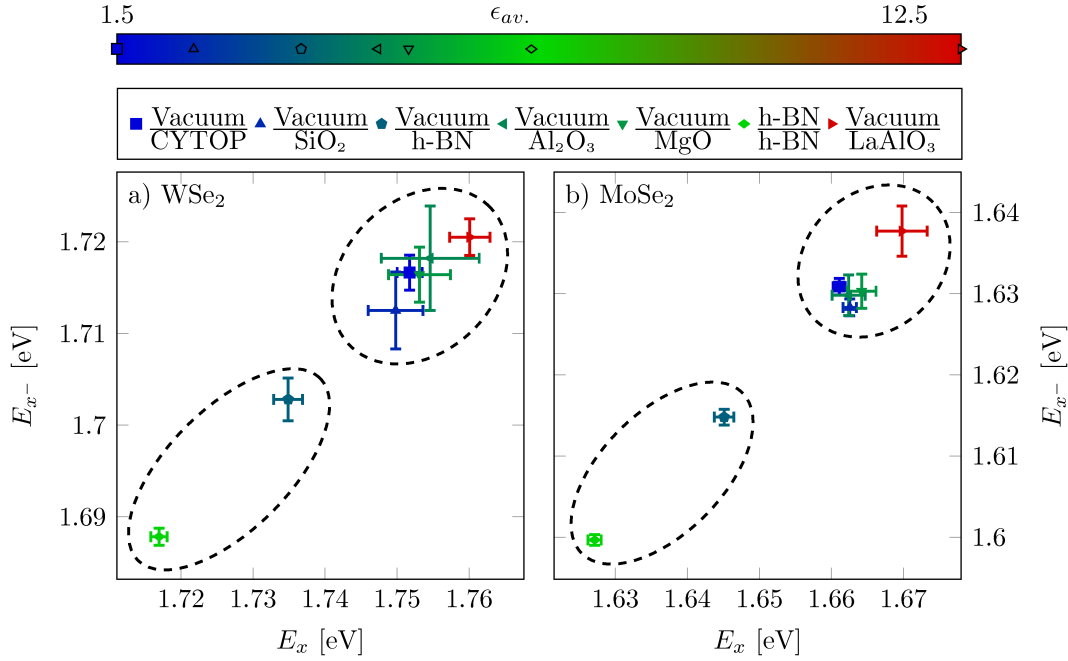 1.5 ϵav. 12.5
Vacuum Vacuum Vacuum Vacuum Vacuum h-BN Vacuum
CYTOP SiO₂ h-BN Al₂O₃ MgO h-BN LaAlO₃
a) WSe₂ b) MoSe₂
1.72
1.71
1.7
1.69
Eₓ₋ [eV]
1.64
1.63
1.62
1.61
1.6
Eₓ₋ [eV]
1.72 1.73 1.74 1.75 1.76 1.63 1.64 1.65 1.66 1.67
Eₓ [eV] Eₓ [eV]